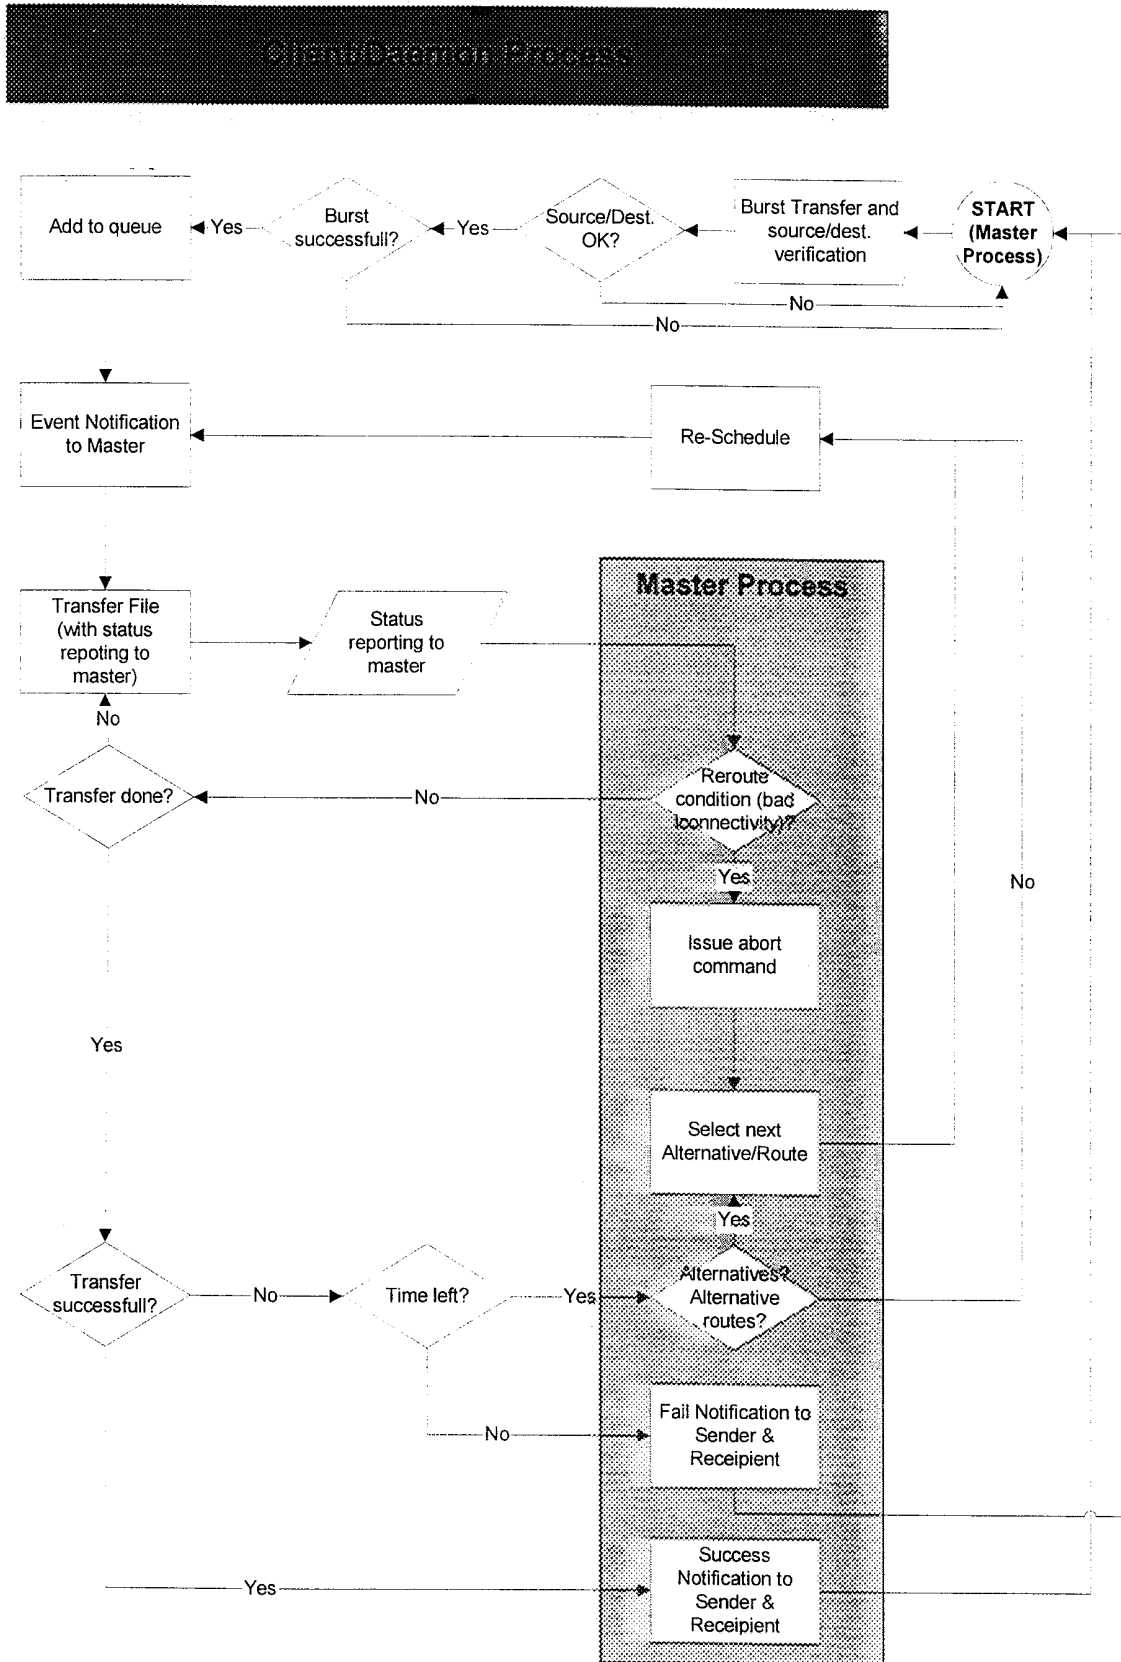 Client/Daeman Process
Add to queue
Yes
Burst
successfull?
Yes
Source/Dest.
OK?
Burst Transfer and
source/dest.
verification
START
(Master
Process)
No
No
Event Notification
to Master
Re-Schedule
Master Process
Transfer File
(with status
repoting to
master)
Status
reporting to
master
No
Transfer done?
No
Reroute
condition (bad
connectivity)?
Yes
No
Issue abort
command
Yes
Select next
Alternative/Route
Yes
Transfer
successfull?
No
Time left?
Yes
Alternatives?
Alternative
routes?
No
Fail Notification to
Sender &
Receipient
Yes
Success
Notification to
Sender &
Receipient